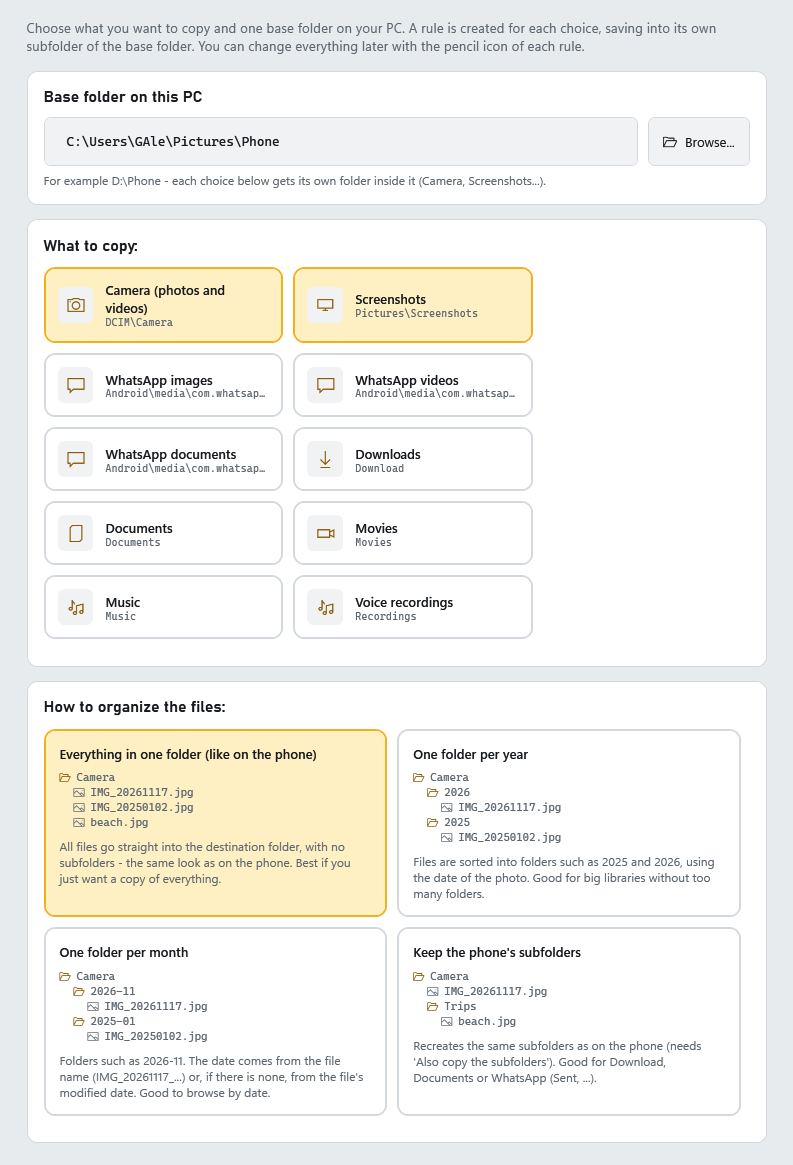 Choose what you want to copy and one base folder on your PC. A rule is created for each choice, saving into its own
subfolder of the base folder. You can change everything later with the pencil icon of each rule.
Base folder on this PC
C:\Users\GAle\Pictures\Phone
Browse...
For example D:\Phone - each choice below gets its own folder inside it (Camera, Screenshots...).
What to copy:
Camera (photos and
videos)
DCIM\Camera
Screenshots
Pictures\Screenshots
WhatsApp images
Android\media\com.whatsap…
WhatsApp videos
Android\media\com.whatsap…
WhatsApp documents
Android\media\com.whatsap…
Downloads
Download
Documents
Documents
Movies
Movies
Music
Music
Voice recordings
Recordings
How to organize the files:
Everything in one folder (like on the phone)
Camera
IMG_20261117.jpg
IMG_20250102.jpg
beach.jpg
All files go straight into the destination folder, with no
subfolders - the same look as on the phone. Best if you
just want a copy of everything.
One folder per year
Camera
2026
IMG_20261117.jpg
2025
IMG_20250102.jpg
Files are sorted into folders such as 2025 and 2026, using
the date of the photo. Good for big libraries without too
many folders.
One folder per month
Camera
2026-11
IMG_20261117.jpg
2025-01
IMG_20250102.jpg
Folders such as 2026-11. The date comes from the file
name (IMG_20261117_...) or, if there is none, from the file's
modified date. Good to browse by date.
Keep the phone's subfolders
Camera
IMG_20261117.jpg
Trips
beach.jpg
Recreates the same subfolders as on the phone (needs
'Also copy the subfolders'). Good for Download,
Documents or WhatsApp (Sent, ...).